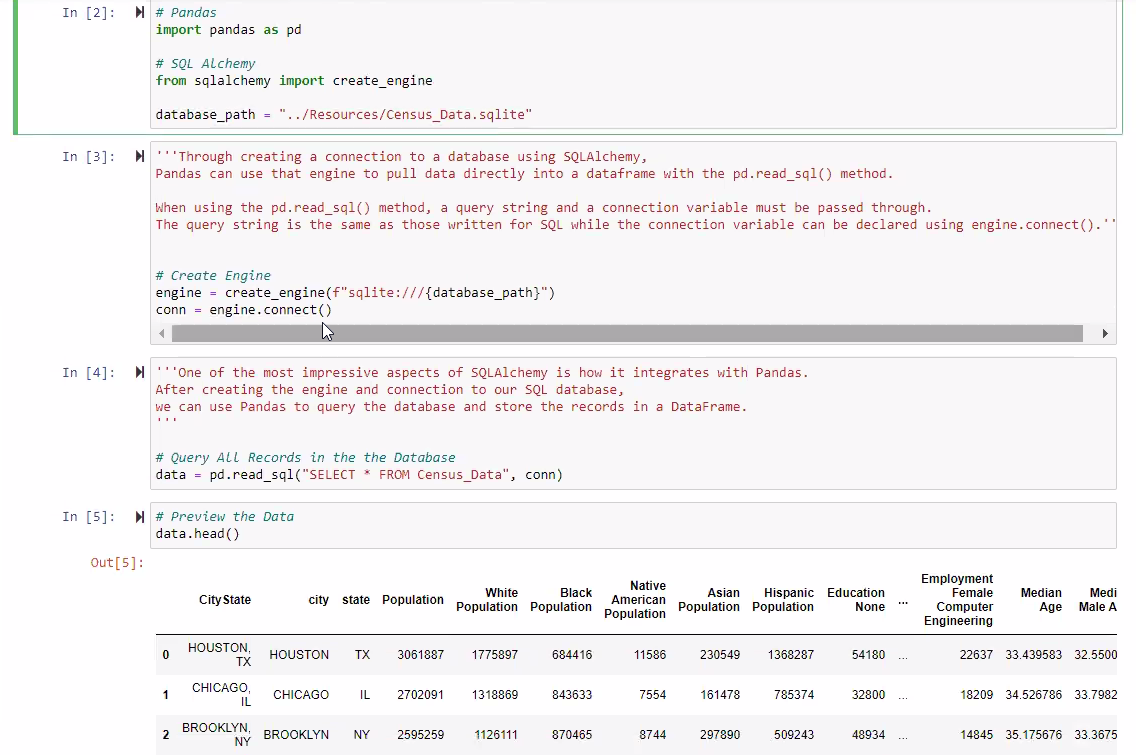 In [2]:
# Pandas
import pandas as pd
# SQL Alchemy
from sqlalchemy import create_engine
database_path = "../Resources/Census_Data.sqlite"
In [3]:
'''Through creating a connection to a database using SQLAlchemy,
Pandas can use that engine to pull data directly into a dataframe with the pd.read_sql() method.
When using the pd.read_sql() method, a query string and a connection variable must be passed through.
The query string is the same as those written for SQL while the connection variable can be declared using engine.connect().''
# Create Engine
engine = create_engine(f"sqlite:///{database_path}")
conn = engine.connect()
In [4]:
'''One of the most impressive aspects of SQLAlchemy is how it integrates with Pandas.
After creating the engine and connection to our SQL database,
we can use Pandas to query the database and store the records in a DataFrame.
'''
# Query All Records in the the Database
data = pd.read_sql("SELECT * FROM Census_Data", conn)
In [5]:
# Preview the Data
data.head()
Out[5]:
CityState city state Population White Population Black Population Native American Population Asian Population Hispanic Population Education None ... Employment Female Computer Engineering Median Age Medi Male A
0 HOUSTON, TX HOUSTON TX 3061887 1775897 684416 11586 230549 1368287 54180 ... 22637 33.439583 32.5500
1 CHICAGO, IL CHICAGO IL 2702091 1318869 843633 7554 161478 785374 32800 ... 18209 34.526786 33.7982
2 BROOKLYN, NY BROOKLYN NY 2595259 1126111 870465 8744 297890 509243 48934 ... 14845 35.175676 33.3675